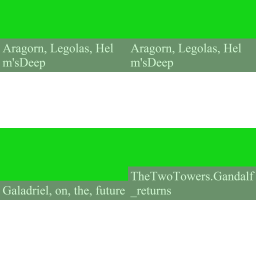 Aragorn, Legolas, Hel
m'sDeep
Aragorn, Legolas, Hel
m'sDeep
Galadriel, on, the, future
TheTwoTowers.Gandalf
_returns